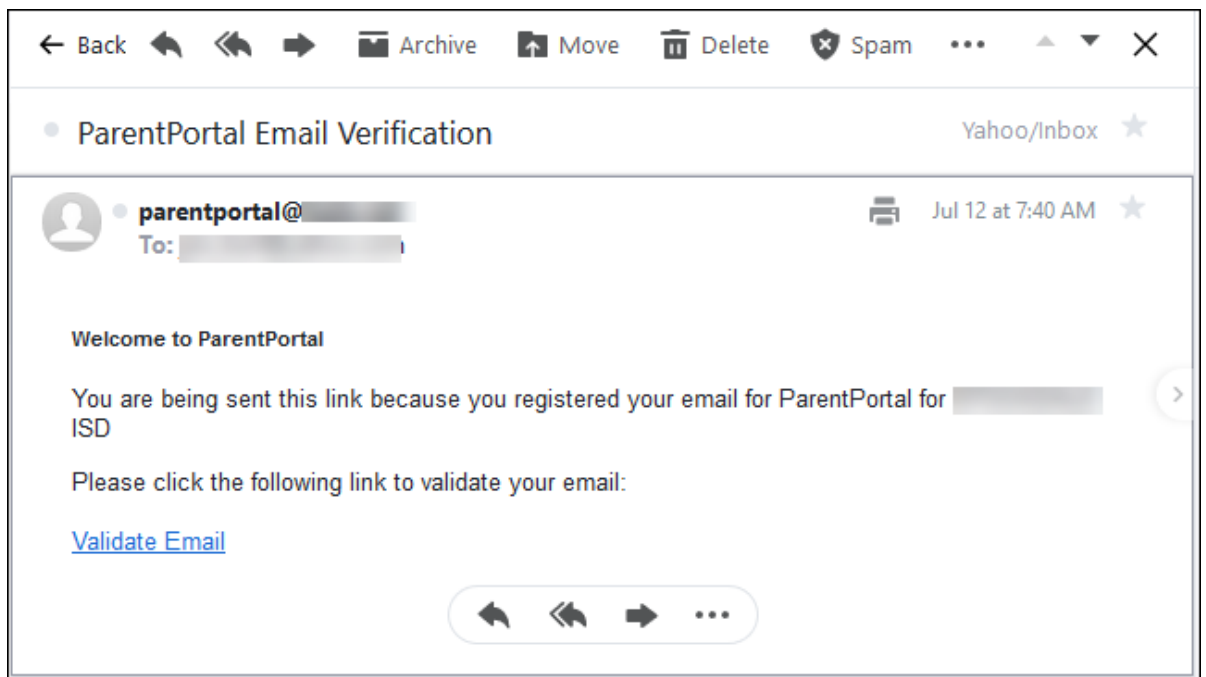 Back Archive Move Delete Spam
ParentPortal Email Verification Yahoo/Inbox
parentportal@ Jul 12 at 7:40 AM
To:
Welcome to ParentPortal
You are being sent this link because you registered your email for ParentPortal for
ISD
Please click the following link to validate your email:
Validate Email